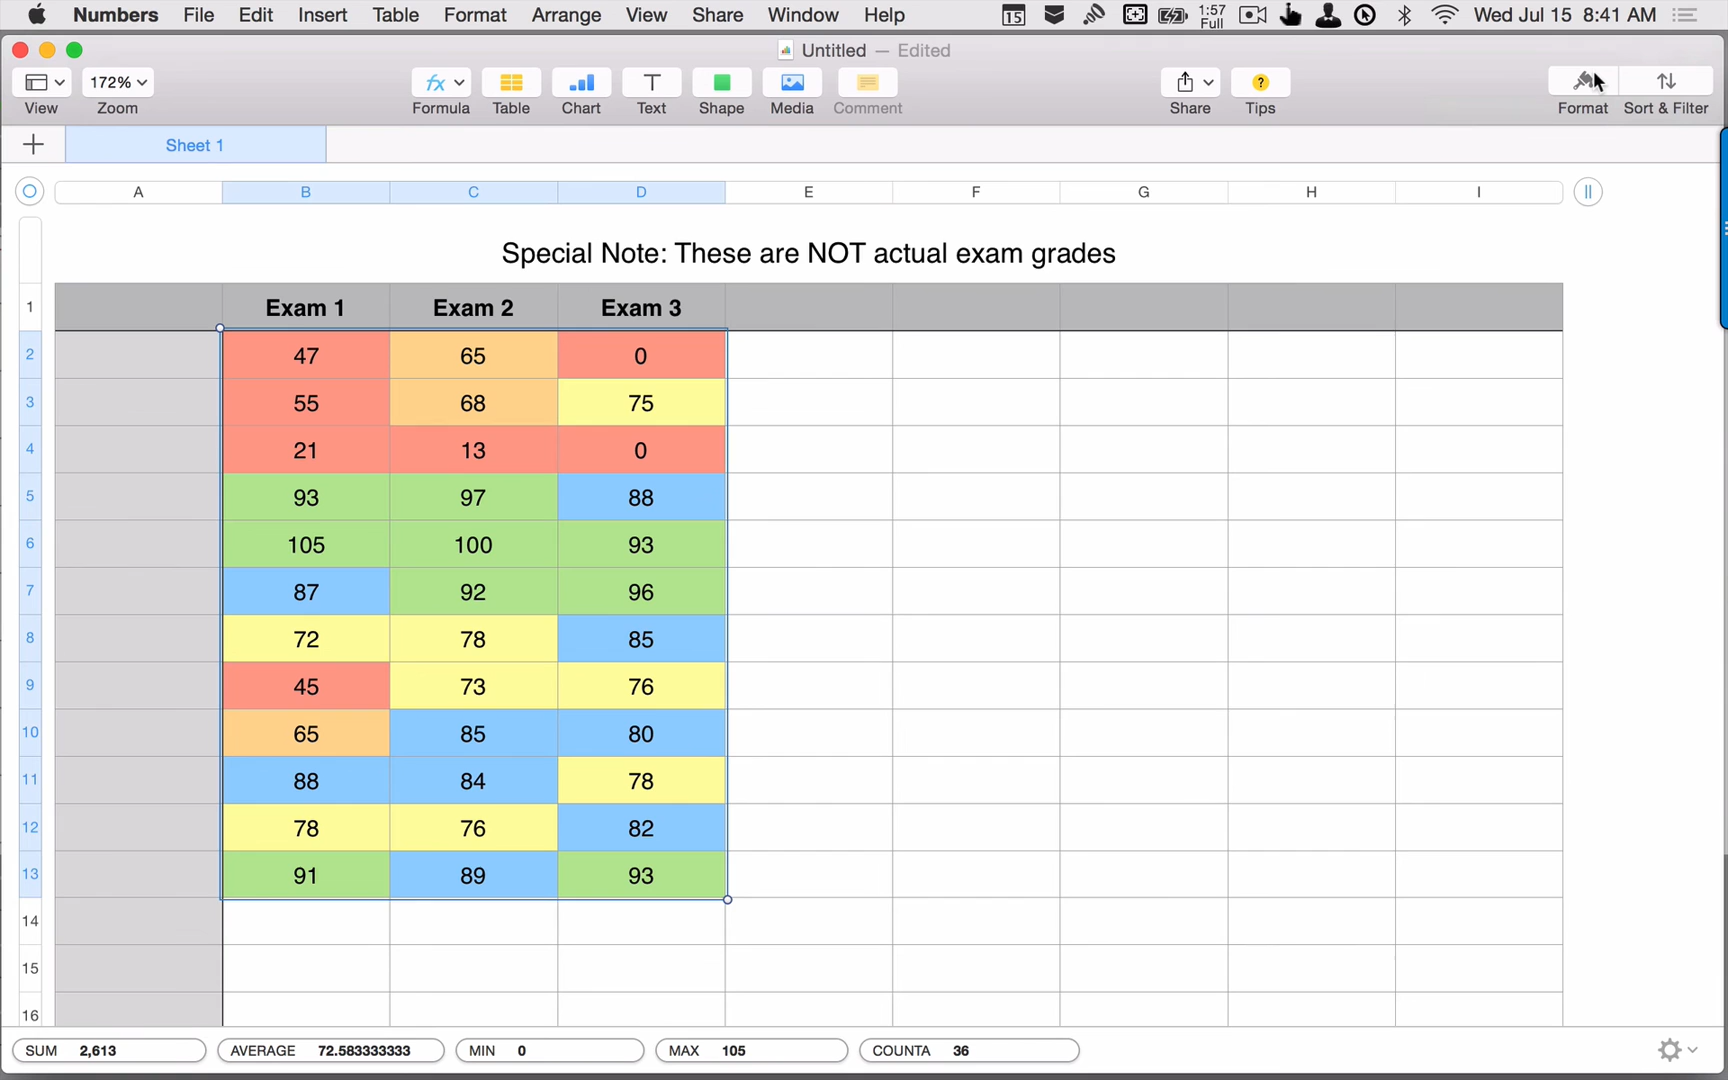 Numbers File Edit Insert Table Format Arrange View Share Window Help 15 1:57 Full Wed Jul 15 8:41 AM
Untitled — Edited
172%
View Zoom Formula Table Chart Text Shape Media Comment Share Tips Format Sort & Filter
Sheet 1
A B C D E F G H I
Special Note: These are NOT actual exam grades
1 Exam 1 Exam 2 Exam 3
2 47 65 0
3 55 68 75
4 21 13 0
5 93 97 88
6 105 100 93
7 87 92 96
8 72 78 85
9 45 73 76
10 65 85 80
11 88 84 78
12 78 76 82
13 91 89 93
14
15
16
SUM 2,613 AVERAGE 72.583333333 MIN 0 MAX 105 COUNTA 36